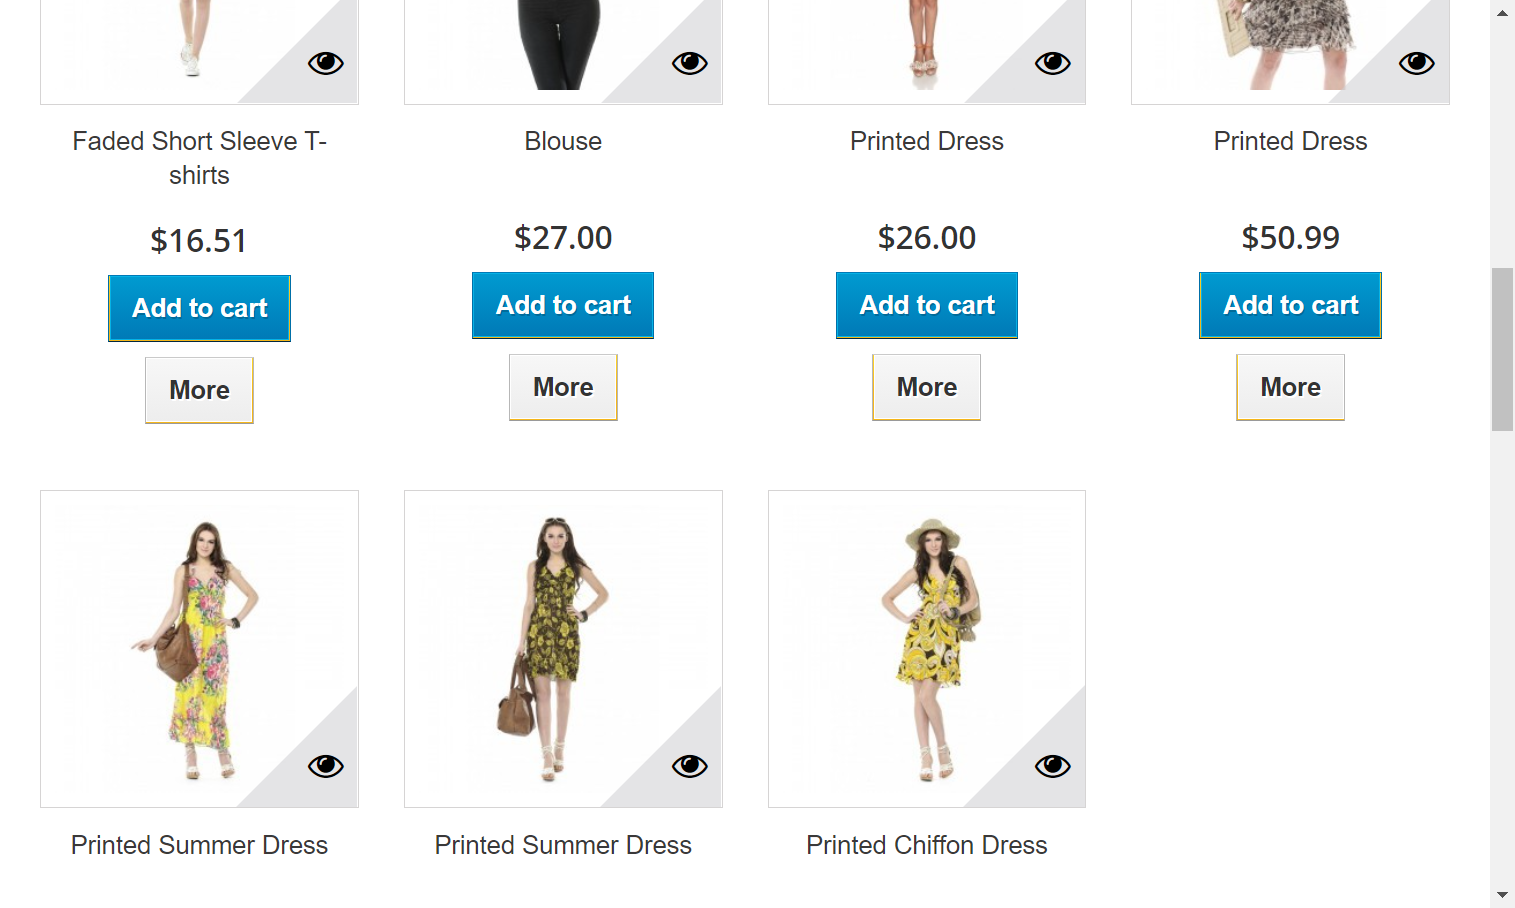 Faded Short Sleeve T-
shirts
Blouse
Printed Dress
Printed Dress
$16.51
$27.00
$26.00
$50.99
Add to cart
Add to cart
Add to cart
Add to cart
More
More
More
More
Printed Summer Dress
Printed Summer Dress
Printed Chiffon Dress